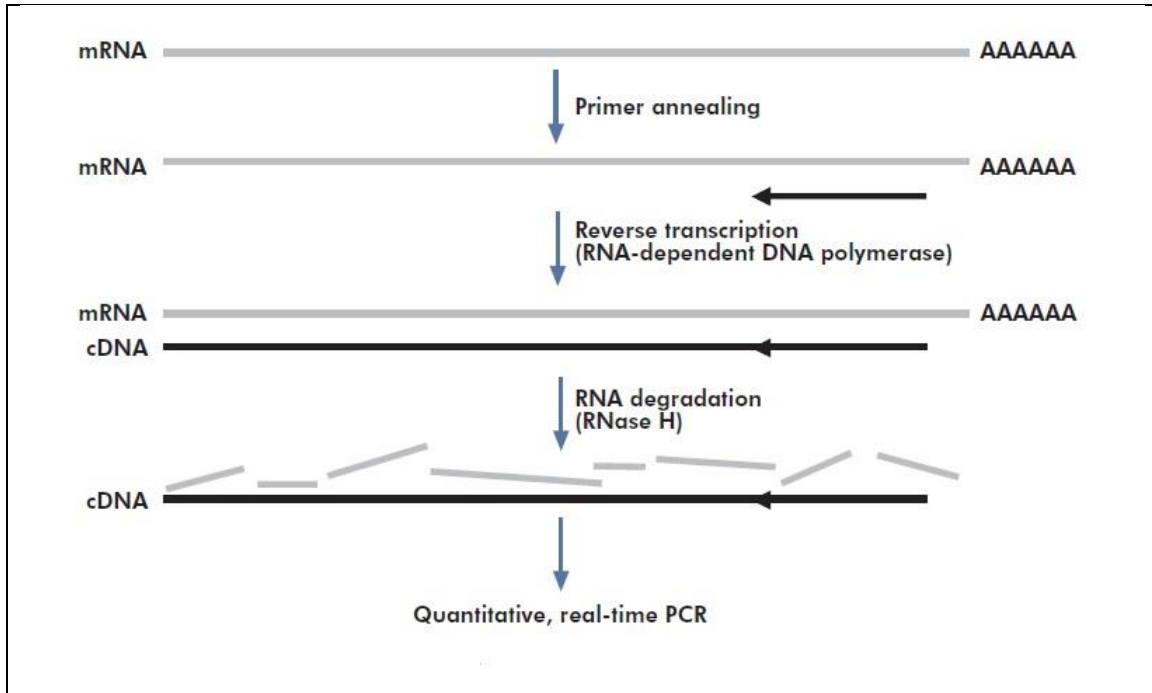 mRNA AAAAAA
Primer annealing
mRNA AAAAAA
Reverse transcription
(RNA-dependent DNA polymerase)
mRNA AAAAAA
cDNA
RNA degradation
(RNase H)
cDNA
Quantitative, real-time PCR